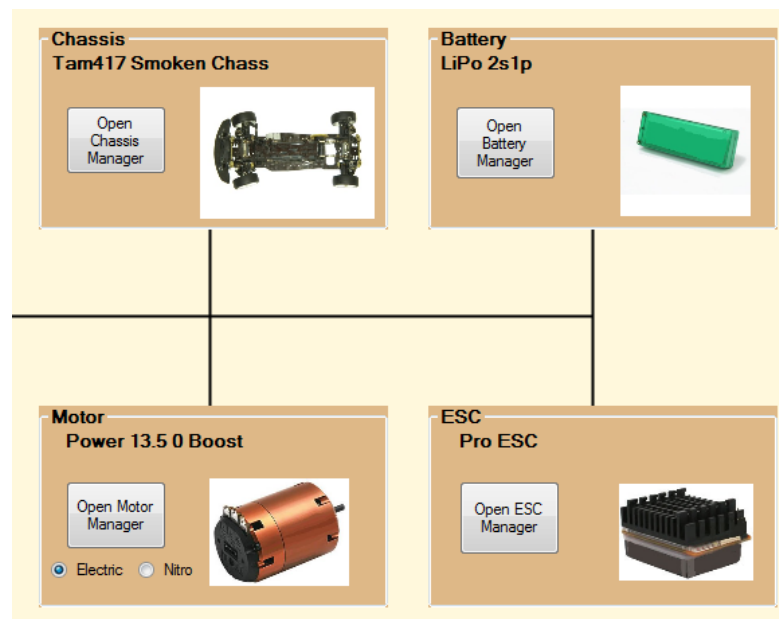 Chassis
Tam417 Smoken Chass
Open
Chassis
Manager
Battery
LiPo 2s1p
Open
Battery
Manager
Motor
Power 13.5 0 Boost
Open Motor
Manager
Electric
Nitro
ESC
Pro ESC
Open ESC
Manager